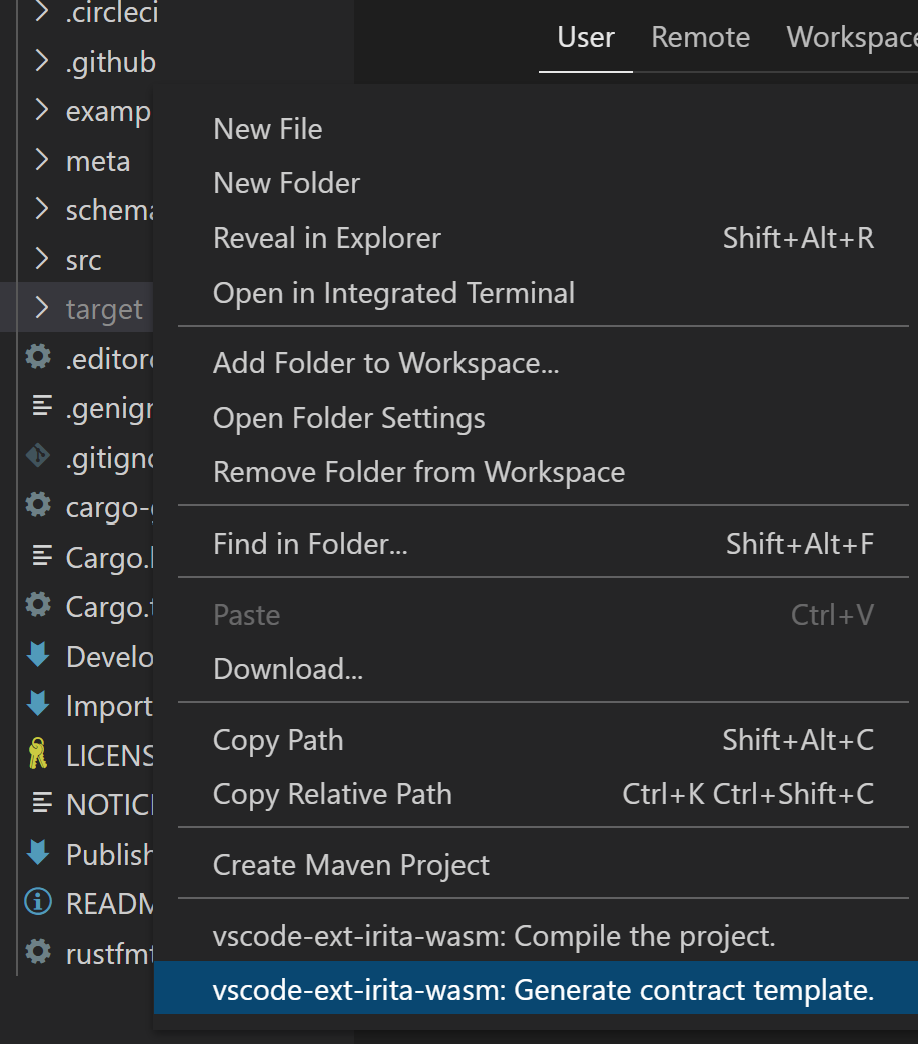 .circleci
.github
examp
meta
schema
src
target
.editor
.genigr
.gitigno
cargo-
Cargo.l
Cargo.t
Develo
Import
LICENS
NOTIC
Publish
README
rustfmt
User Remote Workspace
New File
New Folder
Reveal in Explorer Shift+Alt+R
Open in Integrated Terminal
Add Folder to Workspace...
Open Folder Settings
Remove Folder from Workspace
Find in Folder... Shift+Alt+F
Paste Ctrl+V
Download...
Copy Path Shift+Alt+C
Copy Relative Path Ctrl+K Ctrl+Shift+C
Create Maven Project
vscode-ext-irita-wasm: Compile the project.
vscode-ext-irita-wasm: Generate contract template.